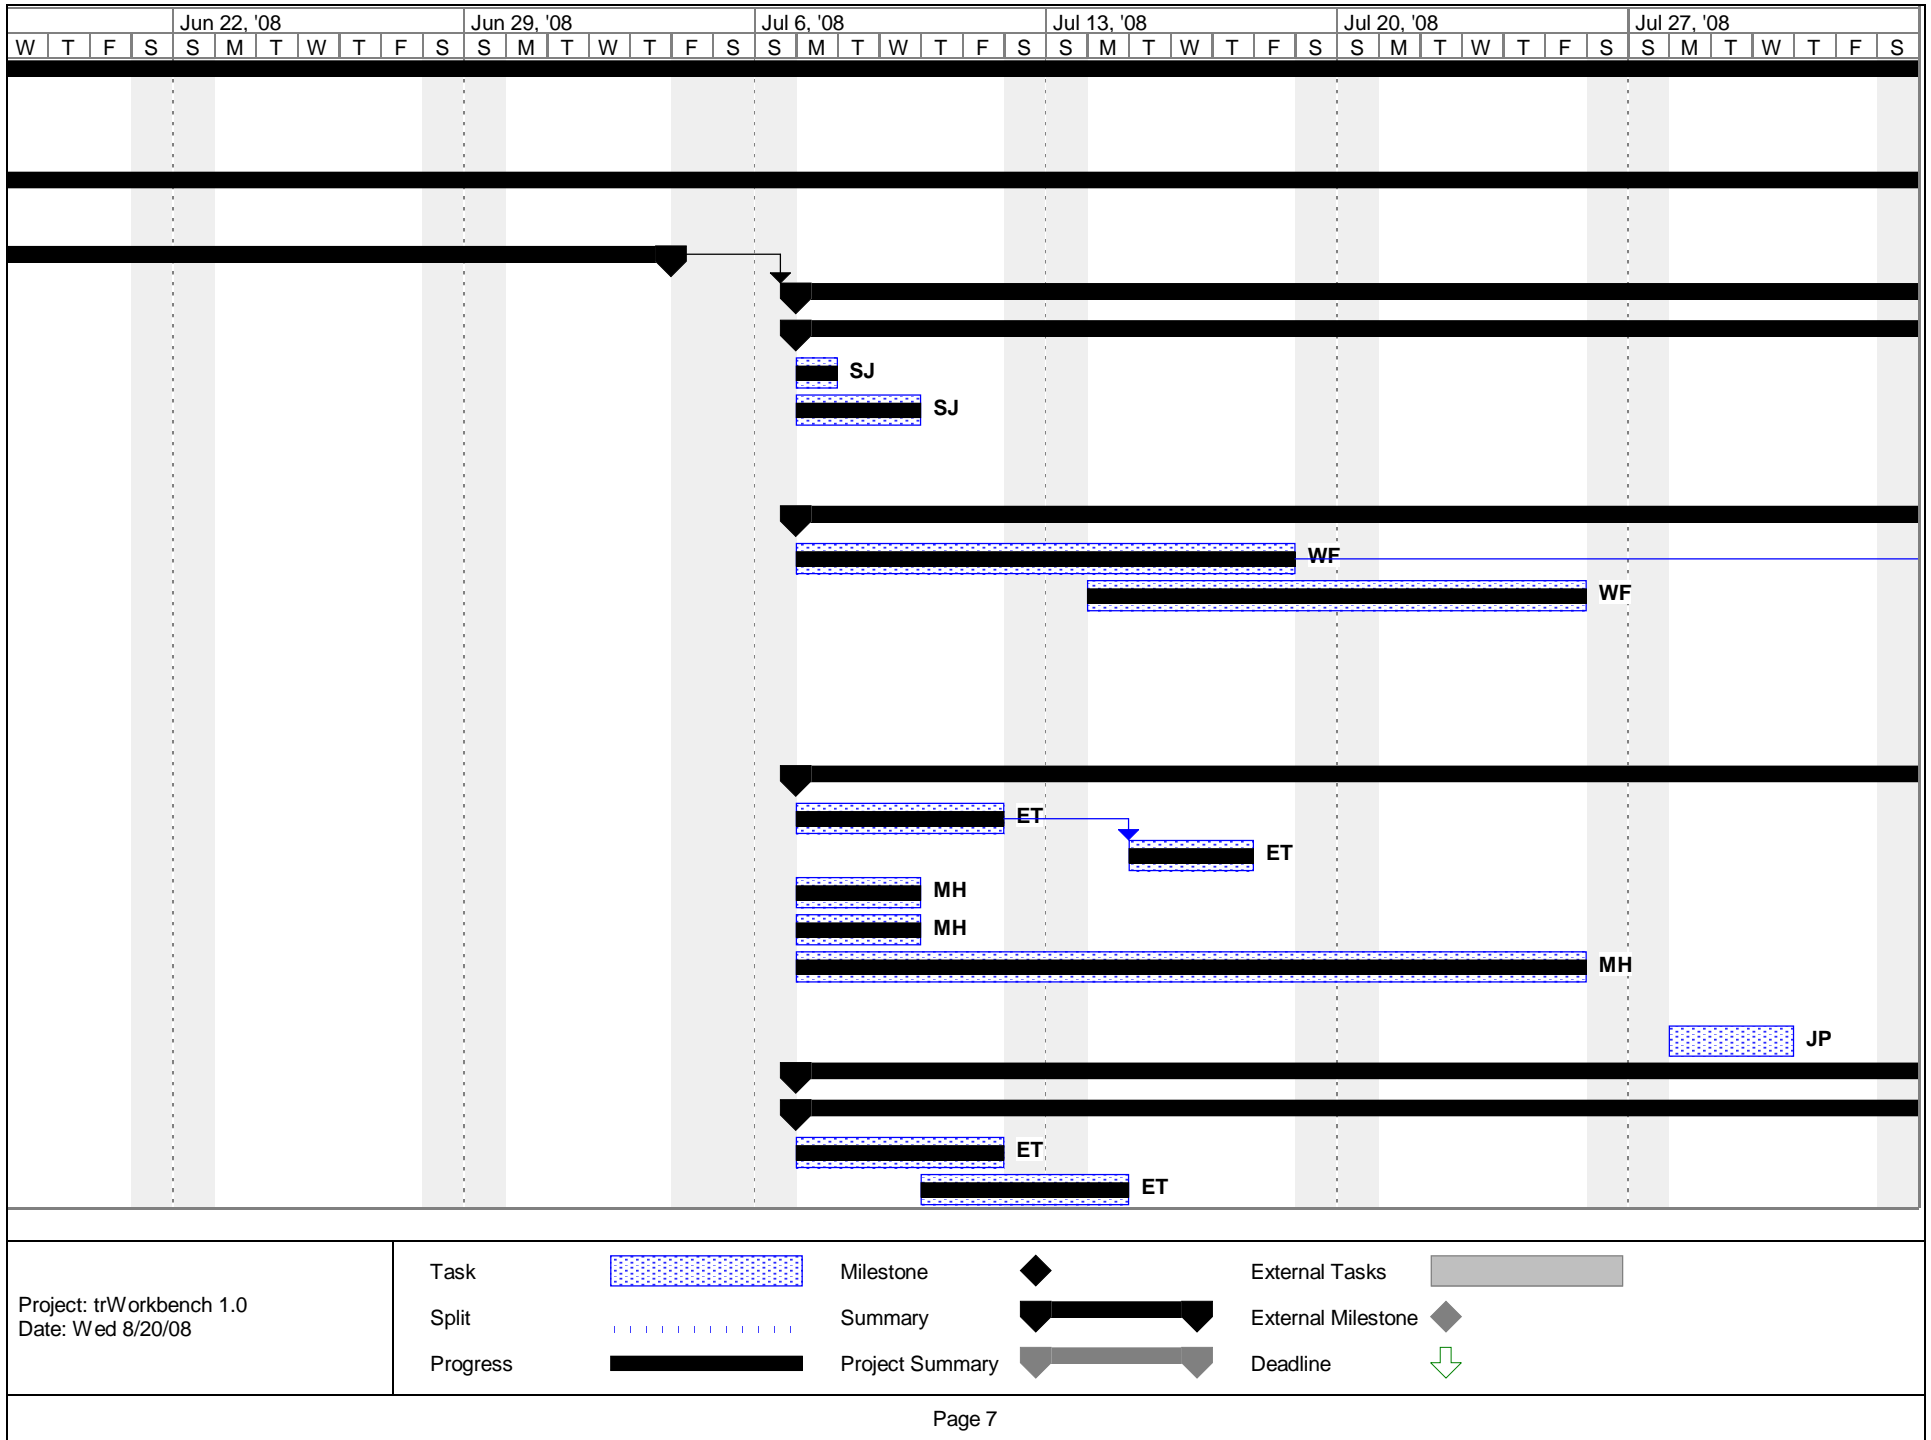 Jun 22, '08 Jun 29, '08 Jul 6, '08 Jul 13, '08 Jul 20, '08 Jul 27, '08
W T F S S M T W T F S S M T W T F S S M T W T F S S M T W T F S S M T W T F S S M T W T F S
SJ
SJ
WF
WF
ET
ET
MH
MH
MH
JP
ET
ET
Task Milestone External Tasks
Project: trWorkbench 1.0
Date: Wed 8/20/08
Split Summary External Milestone
Progress Project Summary Deadline
Page 7